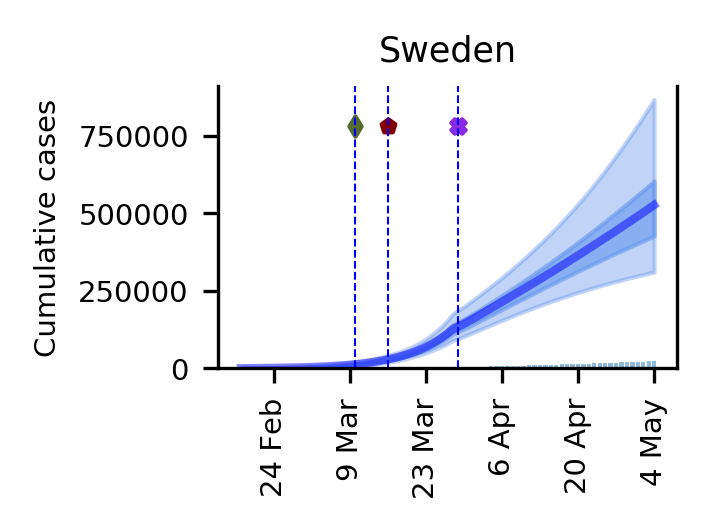 Sweden
Cumulative cases
750000
500000
250000
0
24 Feb
9 Mar
23 Mar
6 Apr
20 Apr
4 May